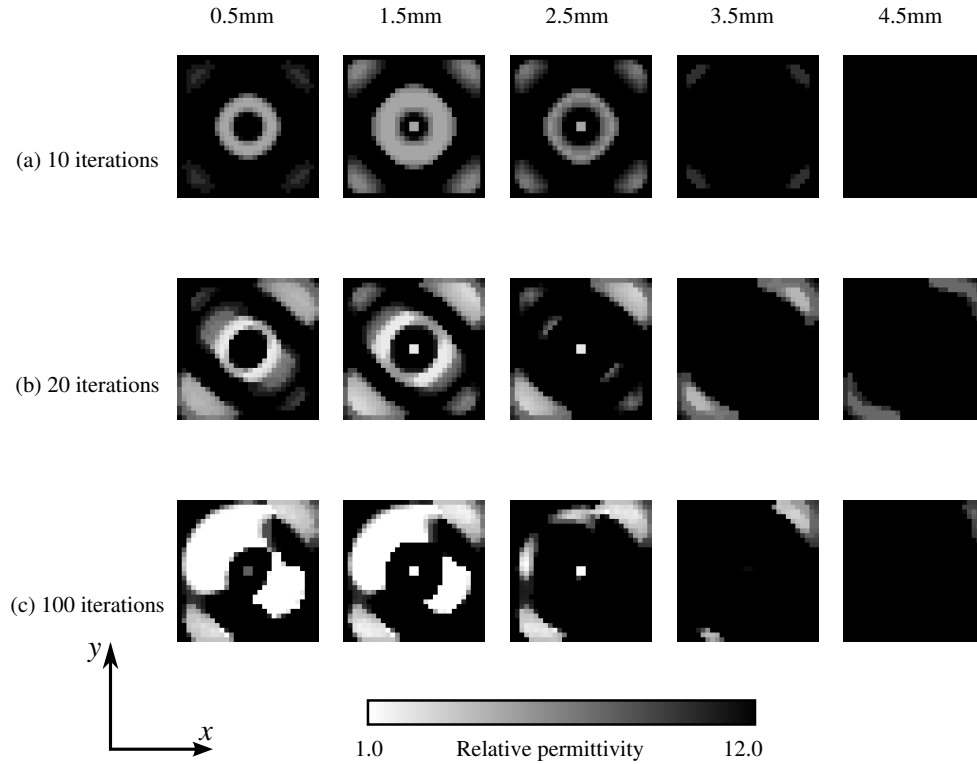 0.5mm 1.5mm 2.5mm 3.5mm 4.5mm
(a) 10 iterations
(b) 20 iterations
(c) 100 iterations
y
x
1.0 Relative permittivity 12.0